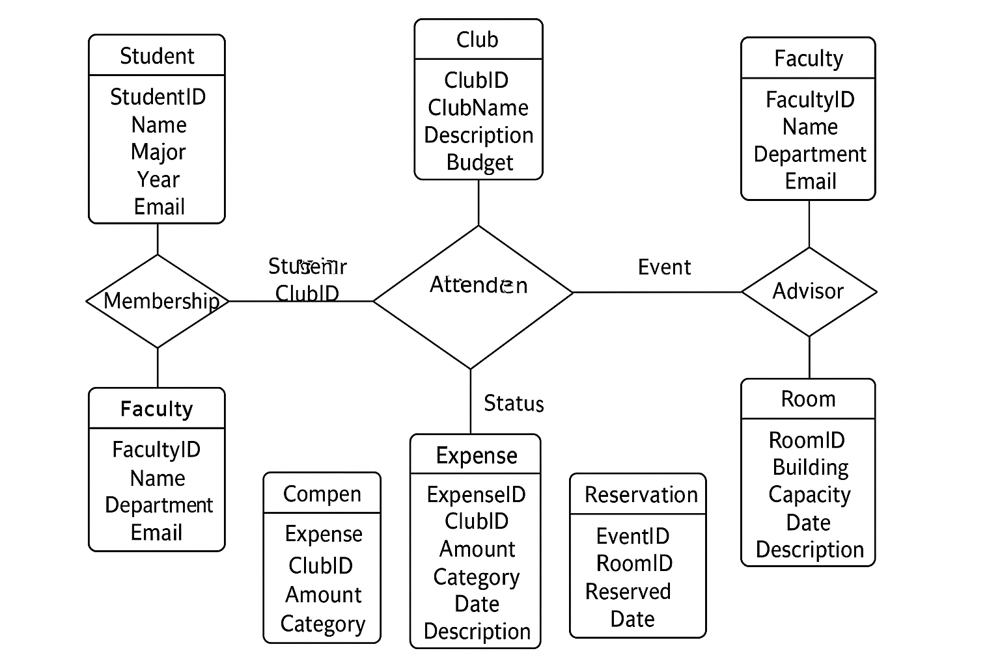 Student
StudentID
Name
Major
Year
Email
Club
ClubID
ClubName
Description
Budget
Faculty
FacultyID
Name
Department
Email
Membership
ClubID
Event
Advisor
Status
Faculty
FacultyID
Name
Department
Email
Compen
Expense
ClubID
Amount
Category
Expense
ExpenseID
ClubID
Amount
Category
Date
Description
Reservation
EventID
RoomID
Reserved
Date
Room
RoomID
Building
Capacity
Date
Description